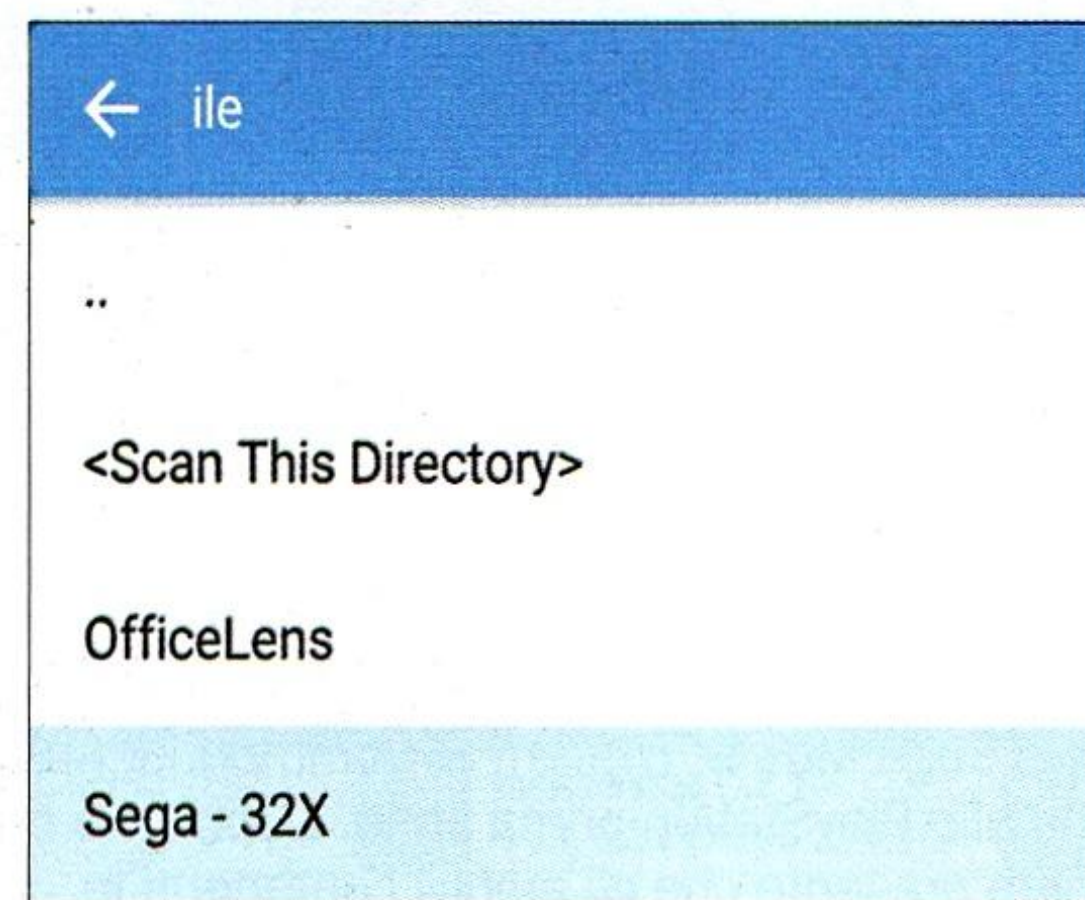 ile
..
<Scan This Directory>
OfficeLens
Sega - 32X